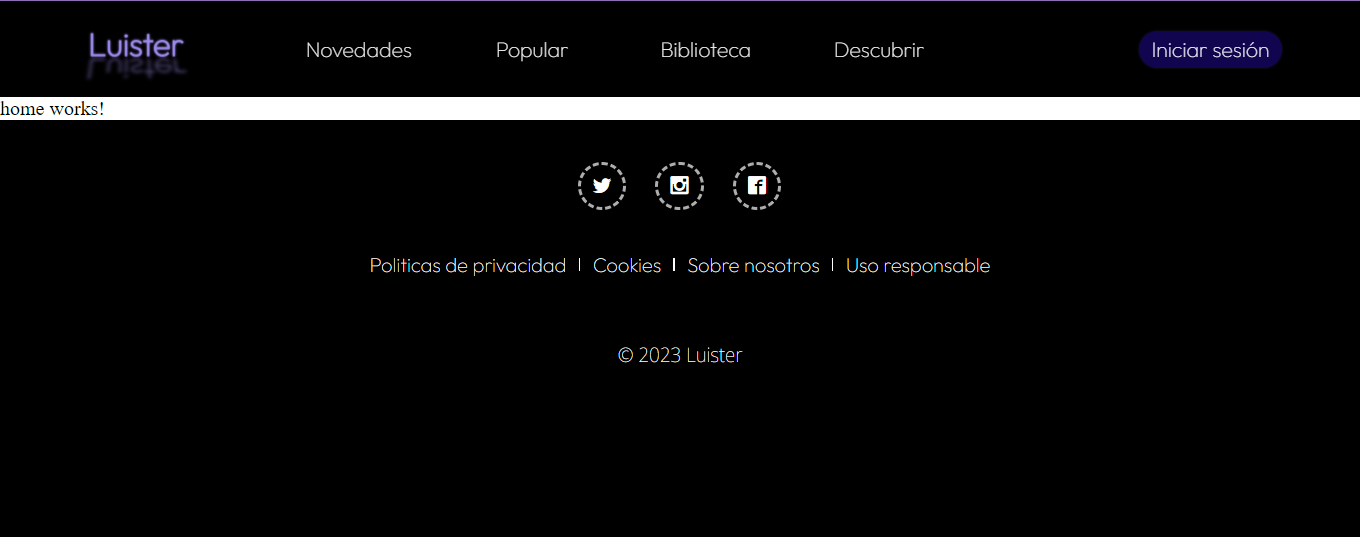 Luister Novedades Popular Biblioteca Descubrir Iniciar sesión
home works!
Politicas de privacidad | Cookies | Sobre nosotros | Uso responsable
© 2023 Luister